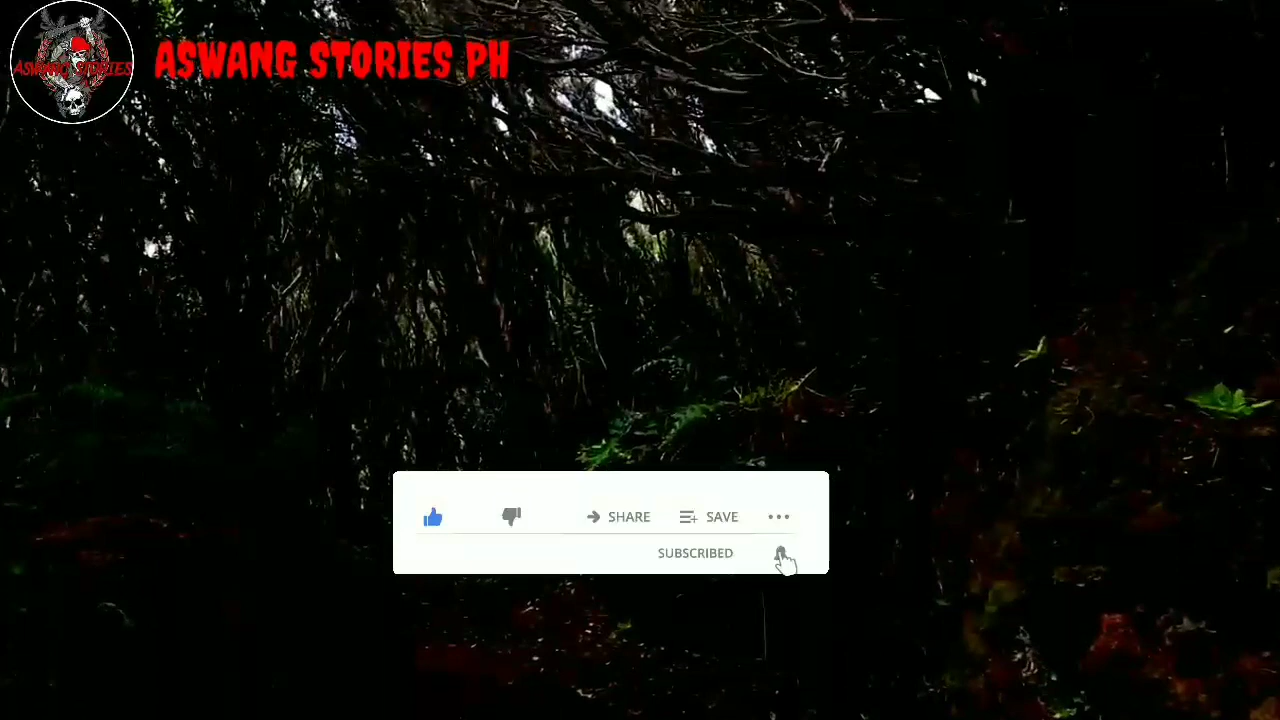 ASWANG STORIES PH
ASWANG STORIES
SHARE
SAVE
SUBSCRIBED